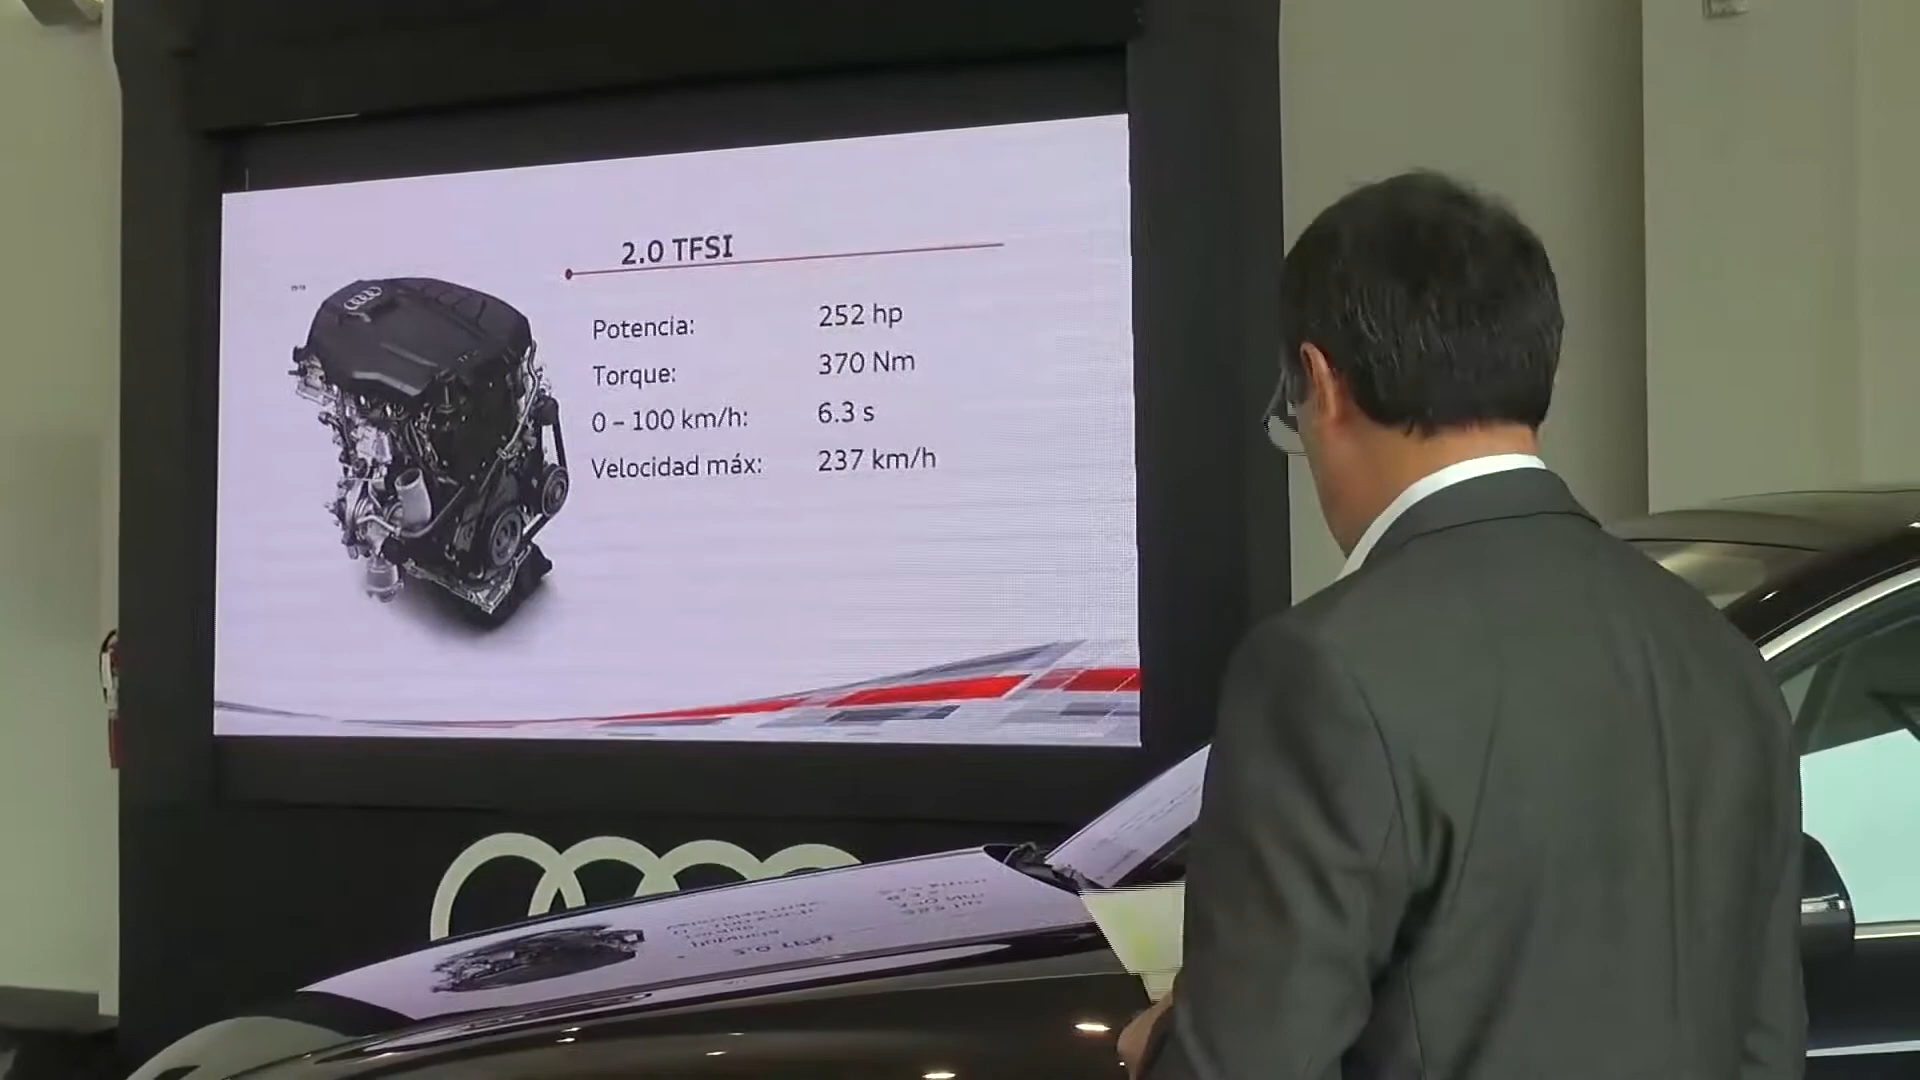 2.0 TFSI
Potencia: 252 hp
Torque: 370 Nm
0 – 100 km/h: 6.3 s
Velocidad máx: 237 km/h